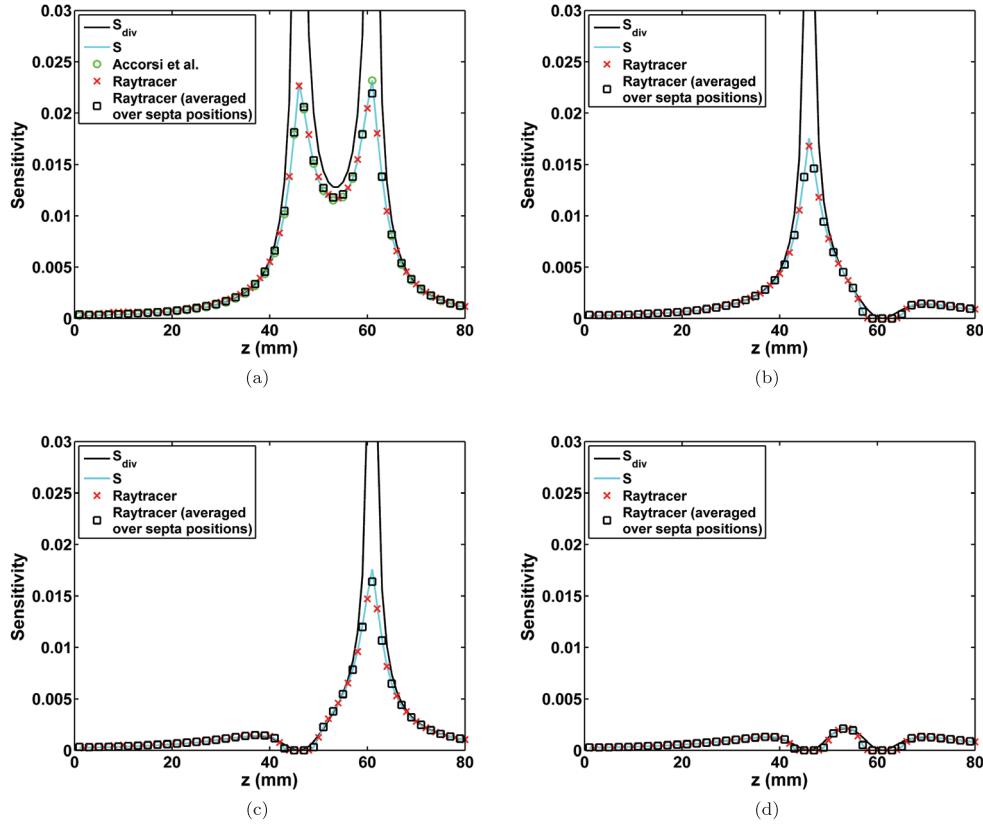 0.03
0.025
0.02
0.015
0.01
0.005
0
Sensitivity
S_div
S
Accorsi et al.
Raytracer
Raytracer (averaged
over septa positions)
0 20 40 60 80
z (mm)
(a)
0.03
0.025
0.02
0.015
0.01
0.005
0
Sensitivity
S_div
S
Raytracer
Raytracer (averaged
over septa positions)
0 20 40 60 80
z (mm)
(b)
0.03
0.025
0.02
0.015
0.01
0.005
0
Sensitivity
S_div
S
Raytracer
Raytracer (averaged
over septa positions)
0 20 40 60 80
z (mm)
(c)
0.03
0.025
0.02
0.015
0.01
0.005
0
Sensitivity
S_div
S
Raytracer
Raytracer (averaged
over septa positions)
0 20 40 60 80
z (mm)
(d)